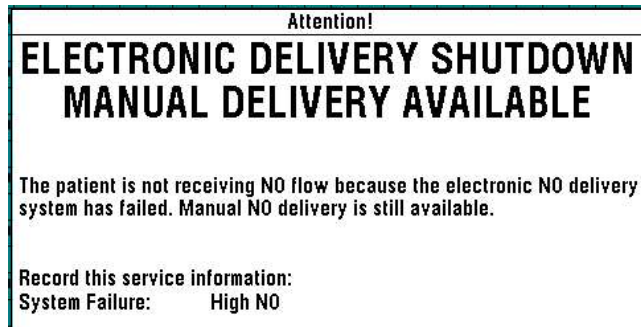 Attention!
ELECTRONIC DELIVERY SHUTDOWN
MANUAL DELIVERY AVAILABLE
The patient is not receiving NO flow because the electronic NO delivery
system has failed. Manual NO delivery is still available.
Record this service information:
System Failure: High NO